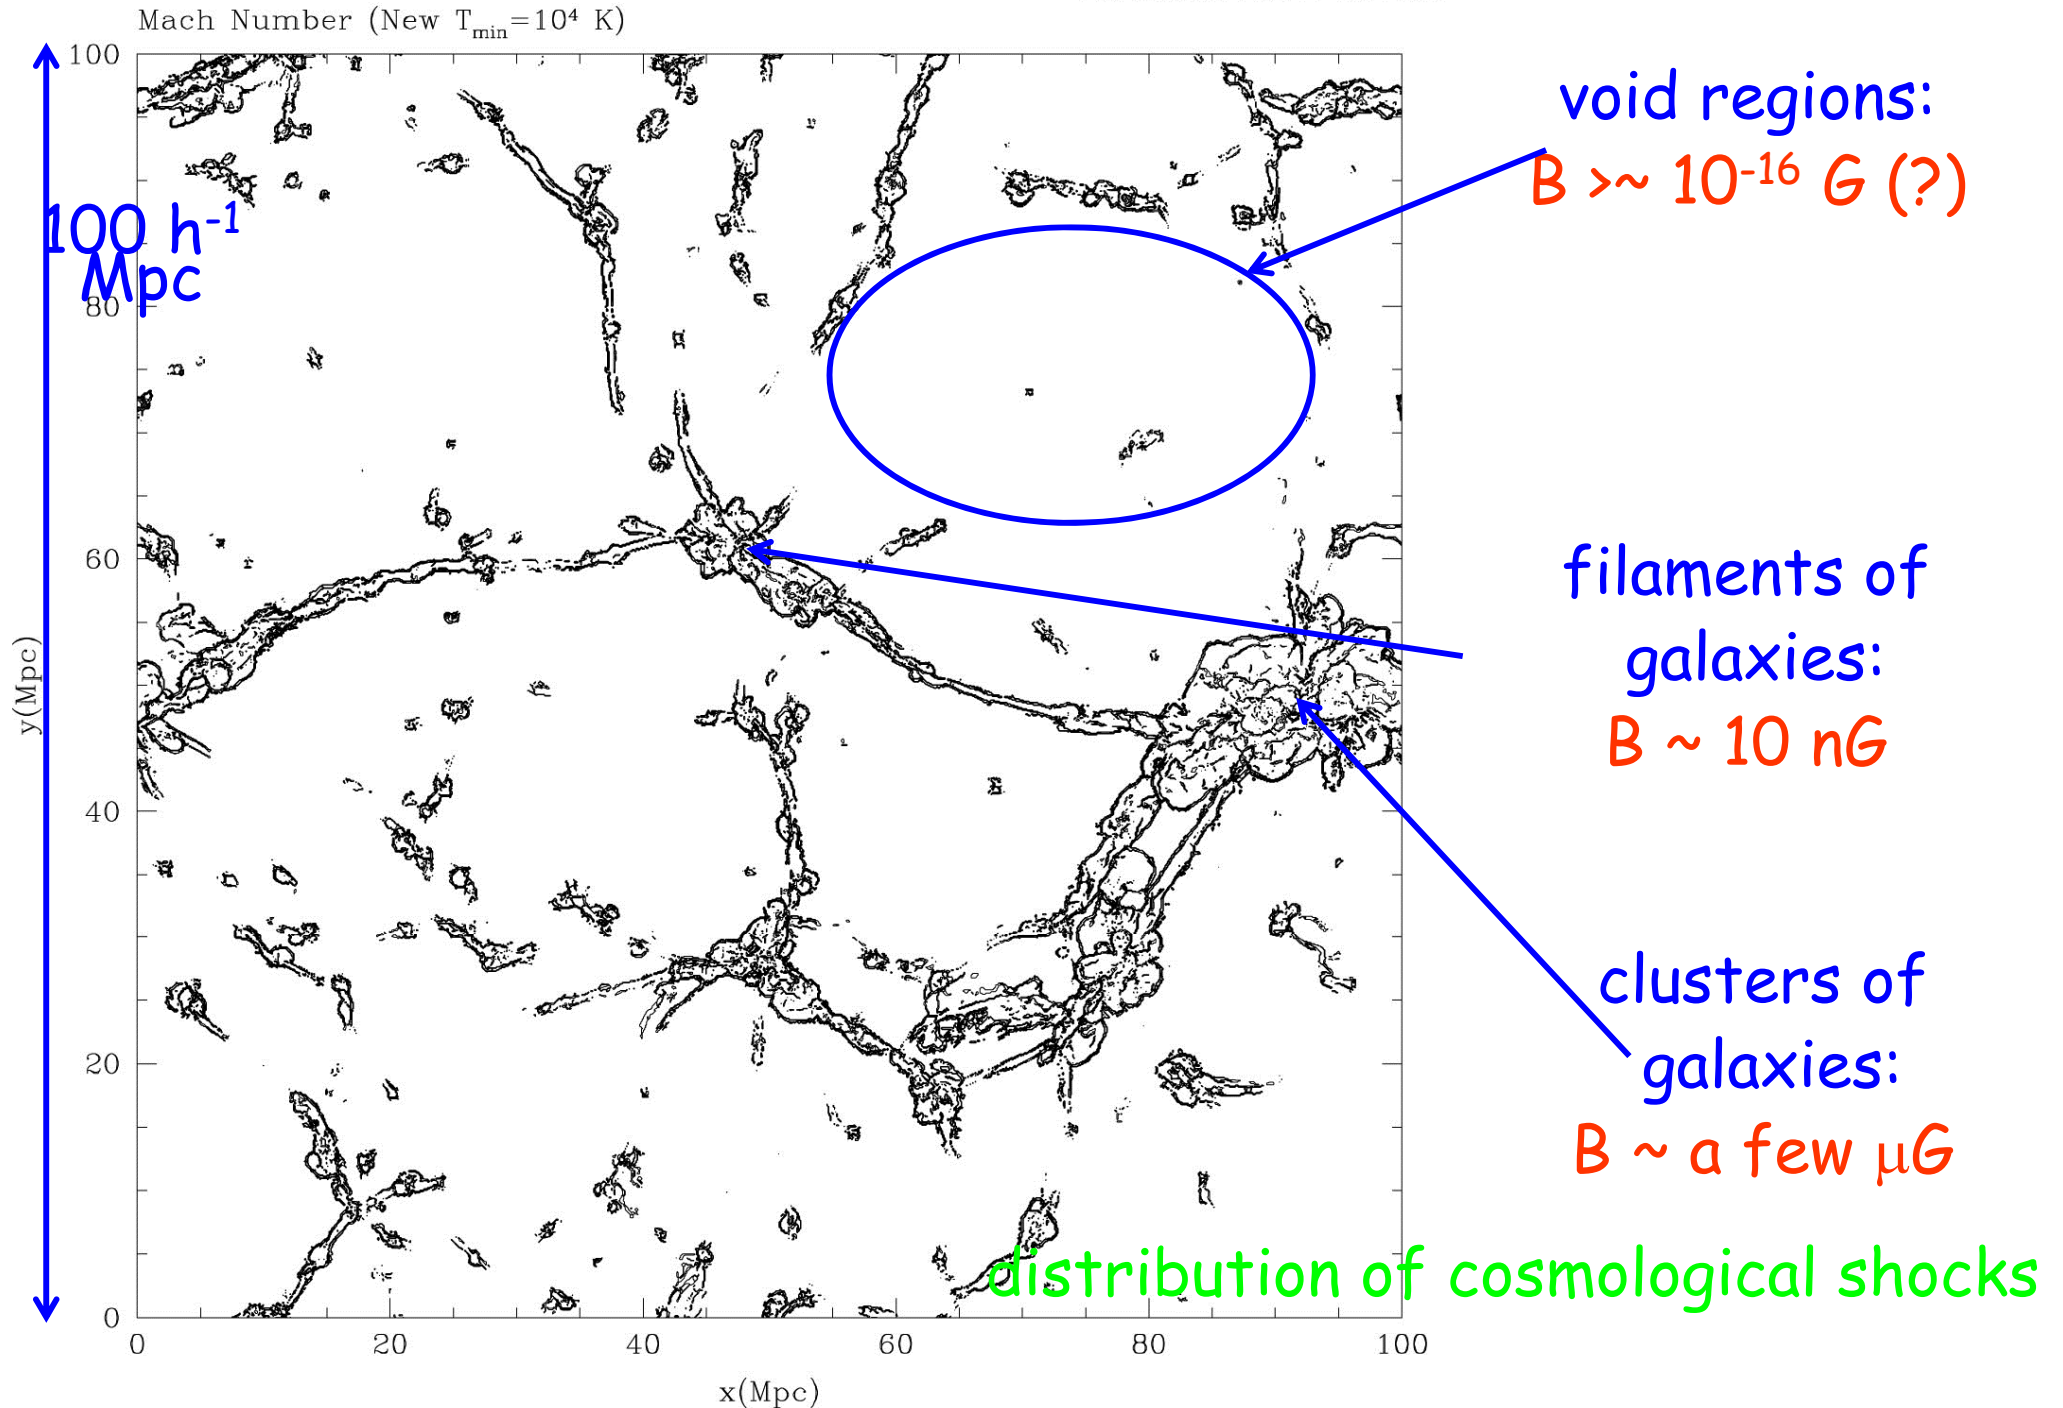 Mach Number (New Tmin=10⁴ K)
100
80
60
40
20
0
y(Mpc)
0 20 40 60 80 100
x(Mpc)
100 h⁻¹
Mpc
void regions:
B >~ 10⁻¹⁶ G (?)
filaments of
galaxies:
B ~ 10 nG
clusters of
galaxies:
B ~ a few μG
distribution of cosmological shocks